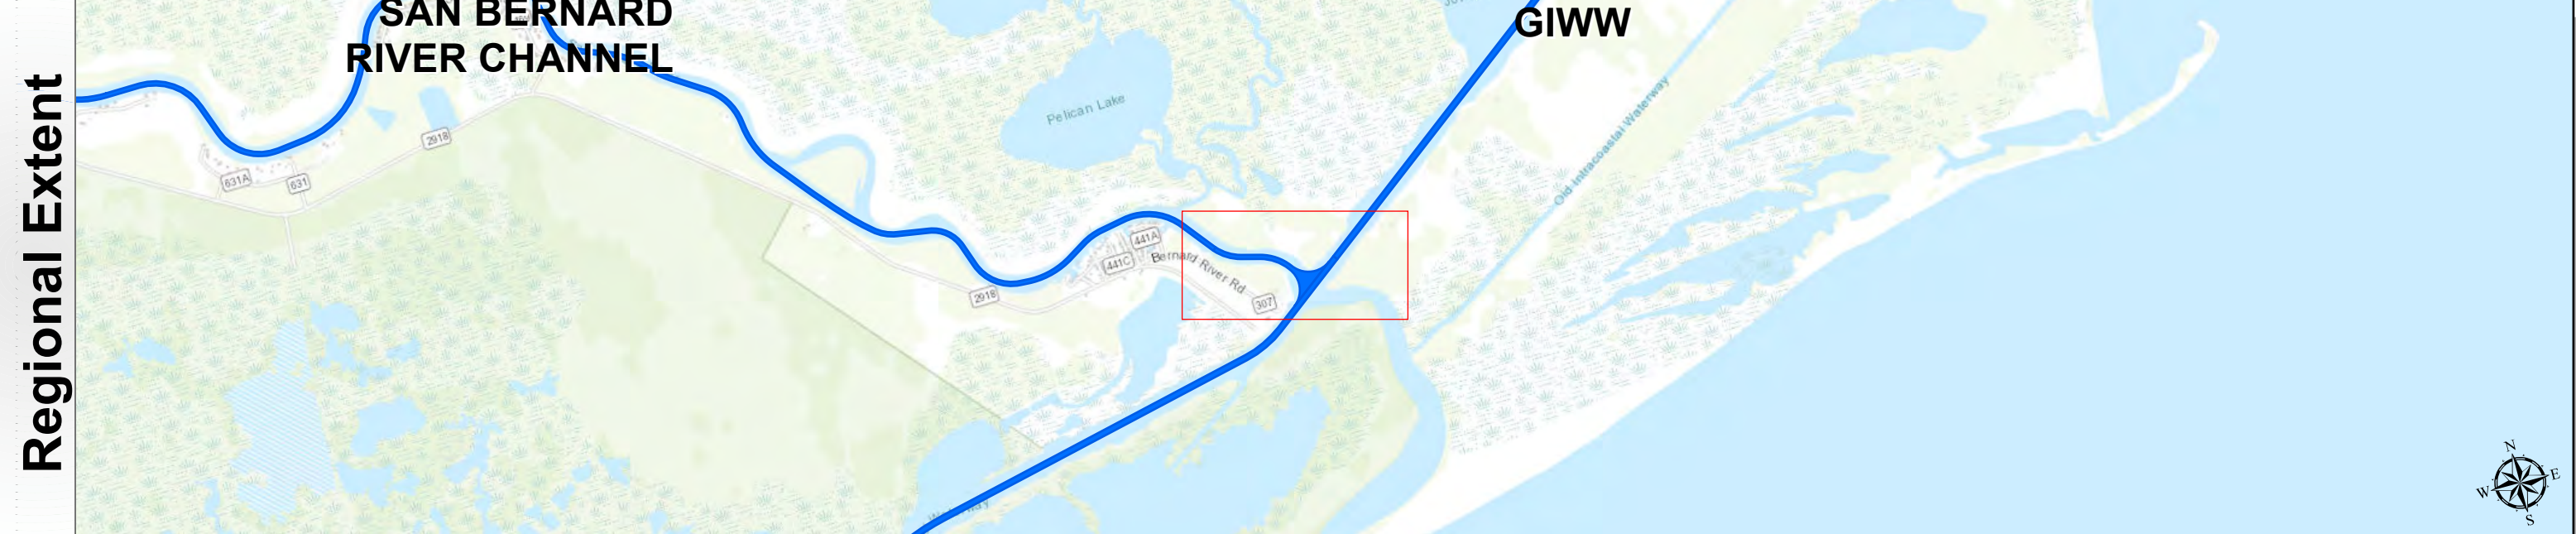 Regional Extent
SAN BERNARD
RIVER CHANNEL
GIWW
Pelican Lake
Old Intracoastal Waterway
2918
631A
631
441A
441C
Bernard River Rd
307
2918
Waterway
N
E
W
S